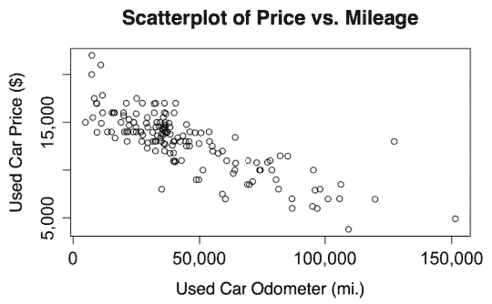 Scatterplot of Price vs. Mileage
Used Car Price ($)
15,000
5,000
0
50,000
100,000
150,000
Used Car Odometer (mi.)